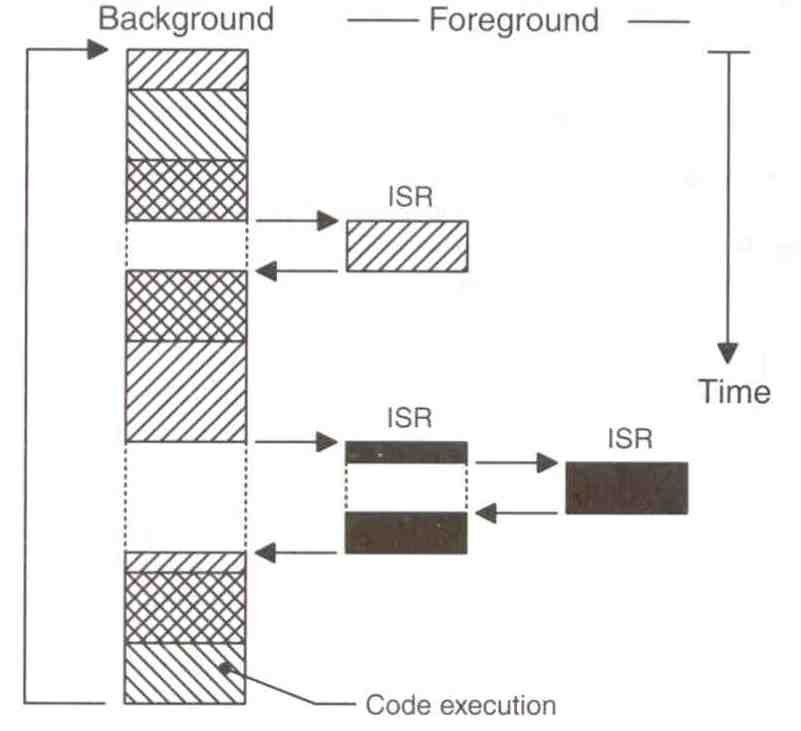 Background
Foreground
ISR
Time
ISR
ISR
Code execution